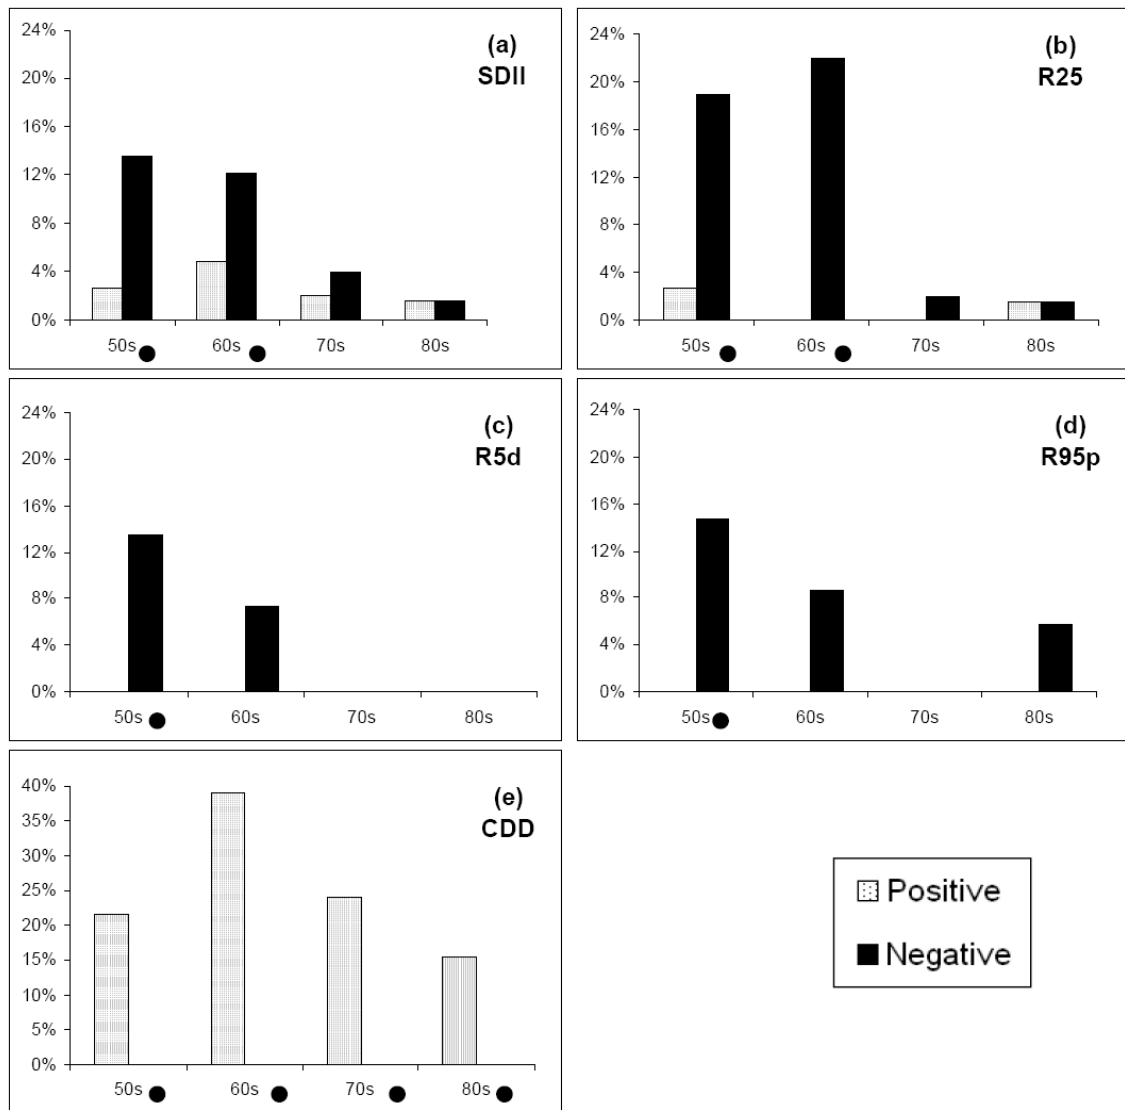 (a)
SDII
24%
20%
16%
12%
8%
4%
0%
50s
60s
70s
80s
(b)
R25
24%
20%
16%
12%
8%
4%
0%
50s
60s
70s
80s
(c)
R5d
24%
20%
16%
12%
8%
4%
0%
50s
60s
70s
80s
(d)
R95p
24%
20%
16%
12%
8%
4%
0%
50s
60s
70s
80s
(e)
CDD
40%
35%
30%
25%
20%
15%
10%
5%
0%
50s
60s
70s
80s
Positive
Negative